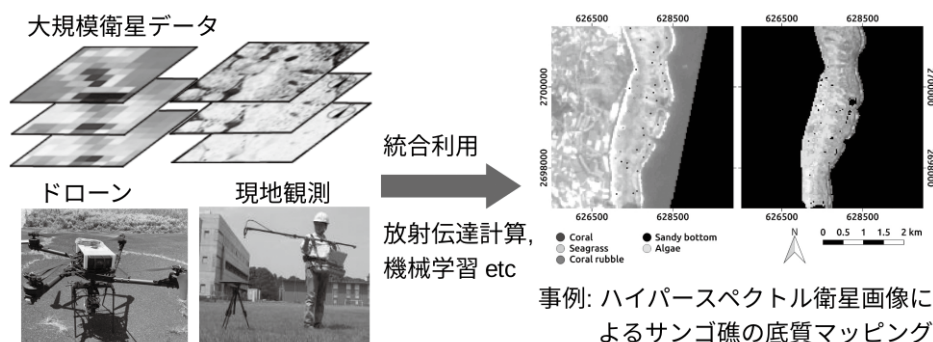 大規模衛星データ
ドローン
現地観測
統合利用
放射伝達計算,
機械学習 etc
626500 628500 626500 628500
2700000
2698000
2700000
2698000
626500 628500 626500 628500
Coral
Seagrass
Coral rubble
Sandy bottom
Algae
N
0 0.5 1 1.5 2 km
事例: ハイパースペクトル衛星画像に
よるサンゴ礁の底質マッピング